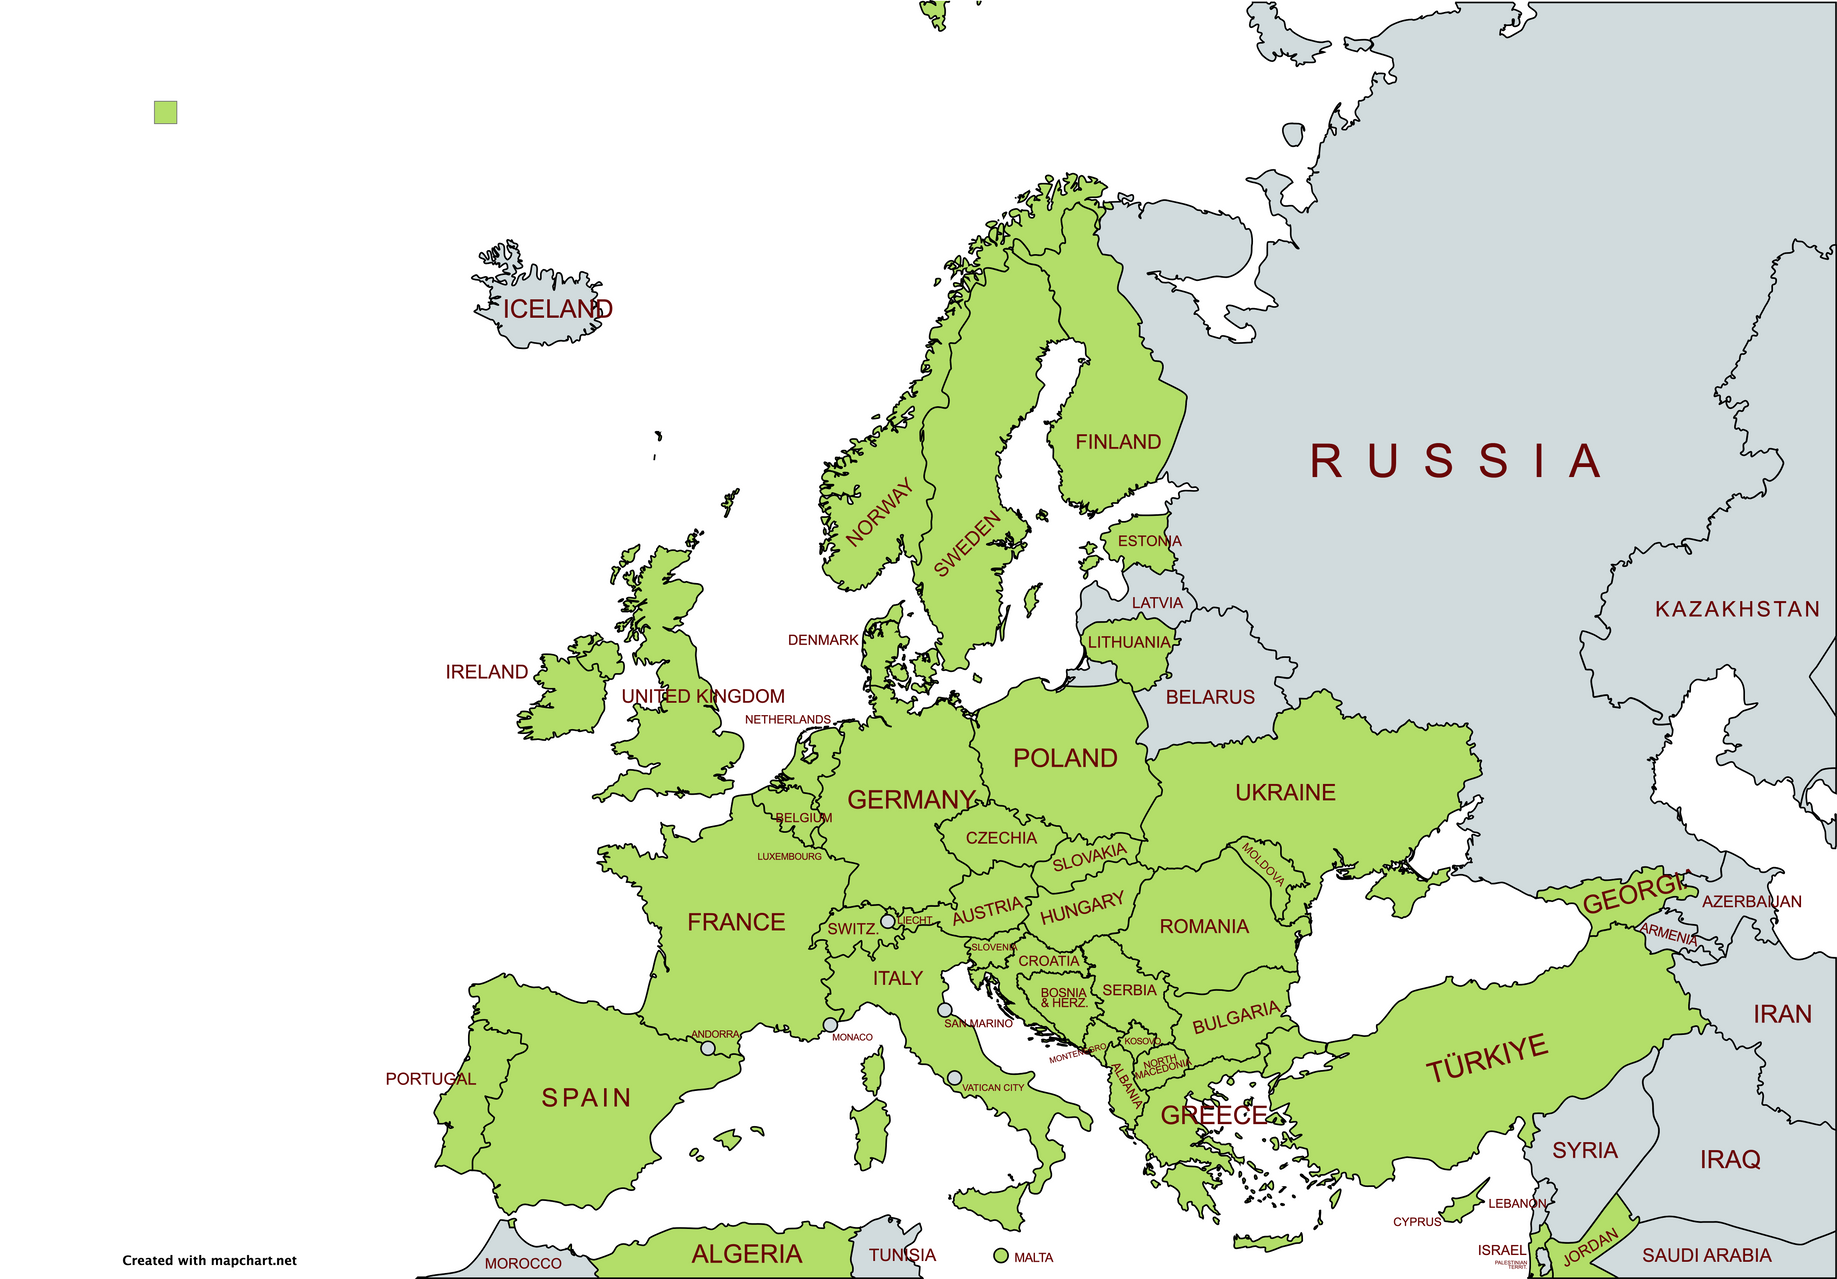 ICELAND
RUSSIA
FINLAND
NORWAY
SWEDEN
ESTONIA
LATVIA
KAZAKHSTAN
DENMARK
LITHUANIA
IRELAND
UNITED KINGDOM
BELARUS
NETHERLANDS
POLAND
GERMANY
UKRAINE
BELGIUM
CZECHIA
LUXEMBOURG
SLOVAKIA
MOLDOVA
GEORGI
AZERBAIJAN
FRANCE
SWITZ.
LIECHT.
AUSTRIA
HUNGARY
ROMANIA
ARMENIA
SLOVENIA
CROATIA
ITALY
BOSNIA
& HERZ.
SERBIA
IRAN
BULGARIA
SAN MARINO
ANDORRA
MONACO
MONTENEGRO
KOSOVO
NORTH
MACEDONIA
TÜRKIYE
PORTUGAL
SPAIN
VATICAN CITY
ALBANIA
GREECE
SYRIA
IRAQ
LEBANON
CYPRUS
ISRAEL
PALESTINIAN
TERRIT.
JORDAN
SAUDI ARABIA
MOROCCO
ALGERIA
TUNISIA
MALTA
Created with mapchart.net